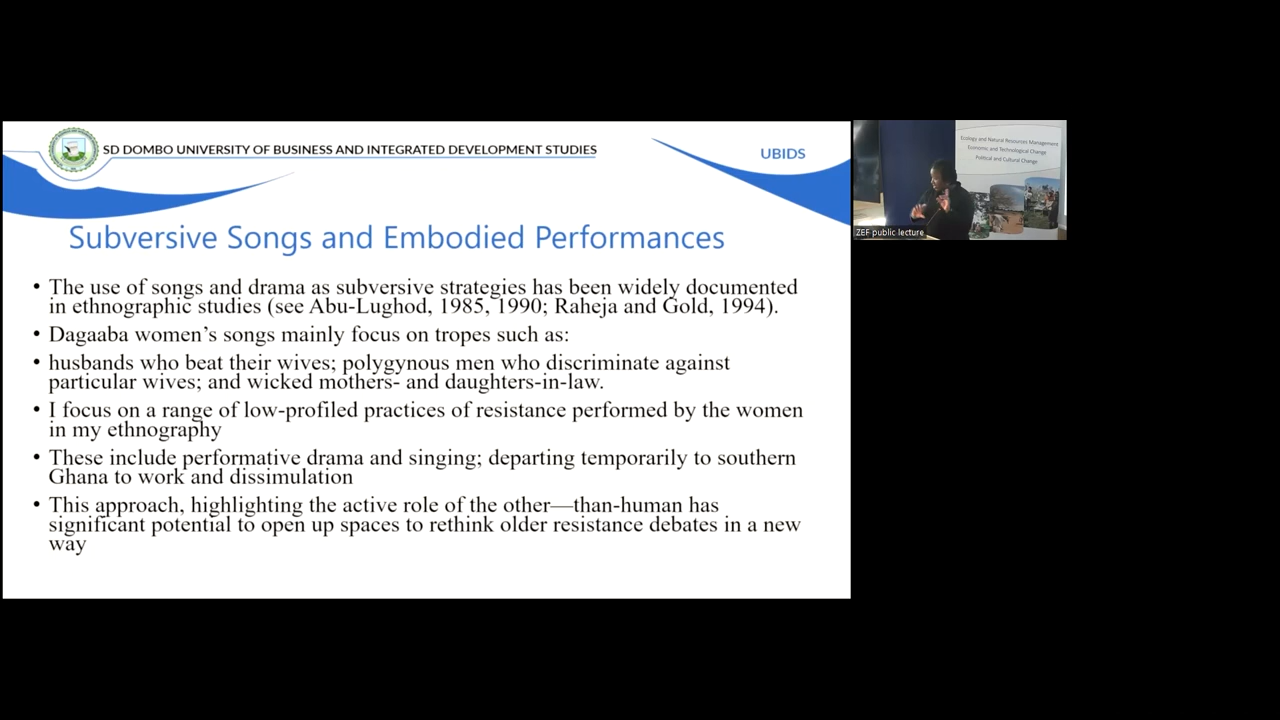 SD DOMBO UNIVERSITY OF BUSINESS AND INTEGRATED DEVELOPMENT STUDIES
UBIDS
Subversive Songs and Embodied Performances
• The use of songs and drama as subversive strategies has been widely documented
in ethnographic studies (see Abu-Lughod, 1985, 1990; Raheja and Gold, 1994).
• Dagaaba women’s songs mainly focus on tropes such as:
• husbands who beat their wives; polygynous men who discriminate against
particular wives; and wicked mothers- and daughters-in-law.
• I focus on a range of low-profiled practices of resistance performed by the women
in my ethnography
• These include performative drama and singing; departing temporarily to southern
Ghana to work and dissimulation
• This approach, highlighting the active role of the other—than-human has
significant potential to open up spaces to rethink older resistance debates in a new
way
Ecology and Natural Resources Management
Economic and Technological Change
Political and Cultural Change
ZEF public lecture